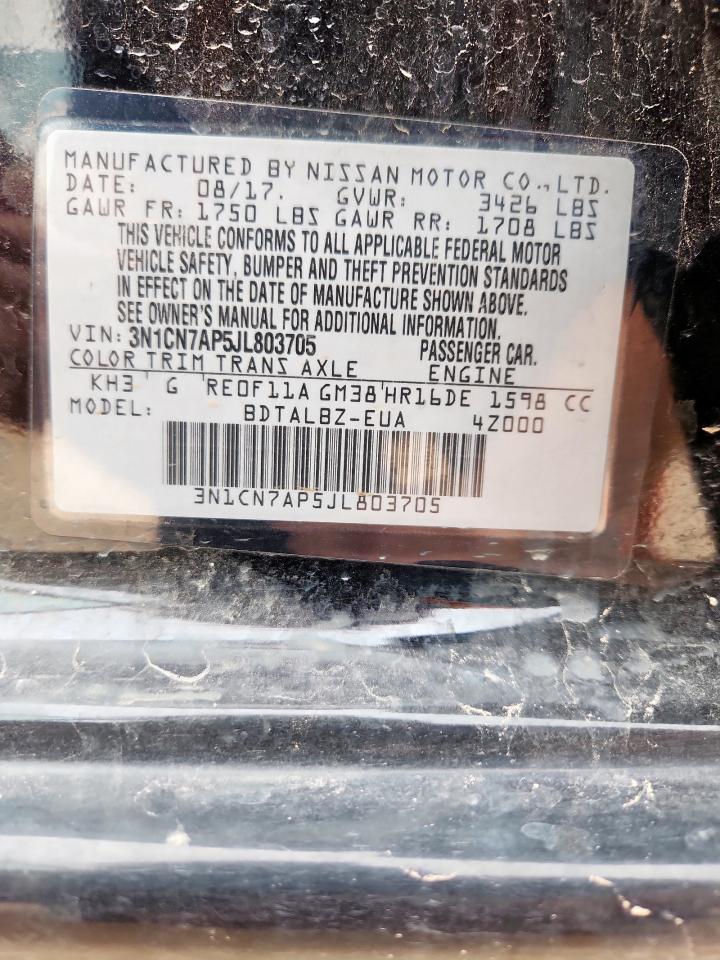 MANUFACTURED BY NISSAN MOTOR CO.,LTD.
DATE: 08/17. GVWR: 3426 LBS
GAWR FR: 1750 LBS GAWR RR: 1708 LBS
THIS VEHICLE CONFORMS TO ALL APPLICABLE FEDERAL MOTOR
VEHICLE SAFETY, BUMPER AND THEFT PREVENTION STANDARDS
IN EFFECT ON THE DATE OF MANUFACTURE SHOWN ABOVE.
SEE OWNER'S MANUAL FOR ADDITIONAL INFORMATION.
VIN: 3N1CN7AP5JL803705 PASSENGER CAR.
COLOR TRIM TRANS AXLE ENGINE
KH3 G RE0F11A GM38 HR16DE 1598 CC
MODEL: BDTALBZ-EUA 4Z000
3N1CN7AP5JL803705